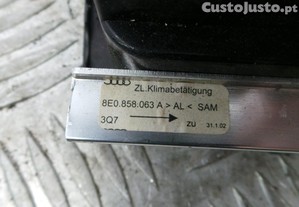 CustoJusto.pt
ZL.Klimabetätigung
8E0.858.063 A > AL < SAM
3Q7 zu 31.1.02